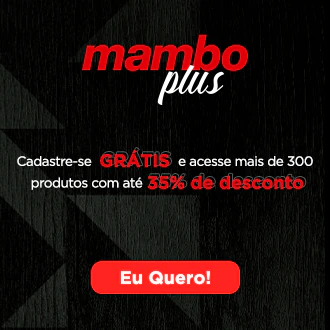 mambo
plus
Cadastre-se GRÁTIS e acesse mais de 300
produtos com até 35% de desconto
Eu Quero!